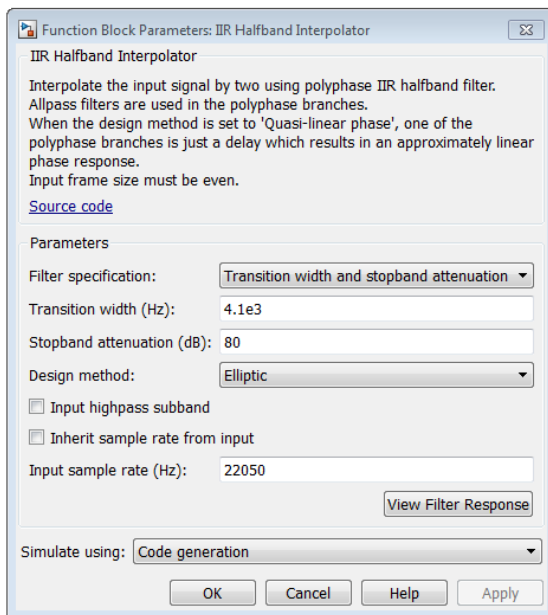 Function Block Parameters: IIR Halfband Interpolator
IIR Halfband Interpolator
Interpolate the input signal by two using polyphase IIR halfband filter.
Allpass filters are used in the polyphase branches.
When the design method is set to 'Quasi-linear phase', one of the
polyphase branches is just a delay which results in an approximately linear
phase response.
Input frame size must be even.
Source code
Parameters
Filter specification: Transition width and stopband attenuation
Transition width (Hz): 4.1e3
Stopband attenuation (dB): 80
Design method: Elliptic
Input highpass subband
Inherit sample rate from input
Input sample rate (Hz): 22050
View Filter Response
Simulate using: Code generation
OK Cancel Help Apply